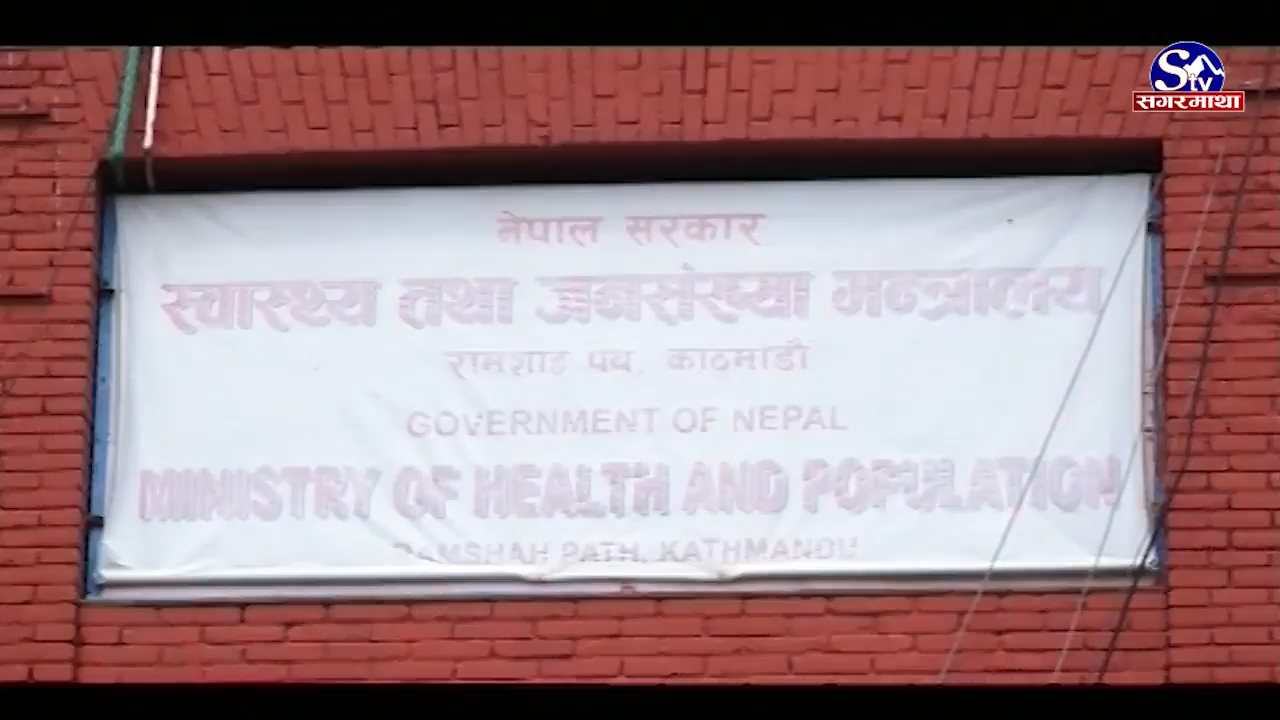 S
tv
सगरमाथा
नेपाल सरकार
स्वास्थ्य तथा जनसंख्या मन्त्रालय
रामशाह पथ, काठमाडौं
GOVERNMENT OF NEPAL
MINISTRY OF HEALTH AND POPULATION
RAMSHAH PATH, KATHMANDU